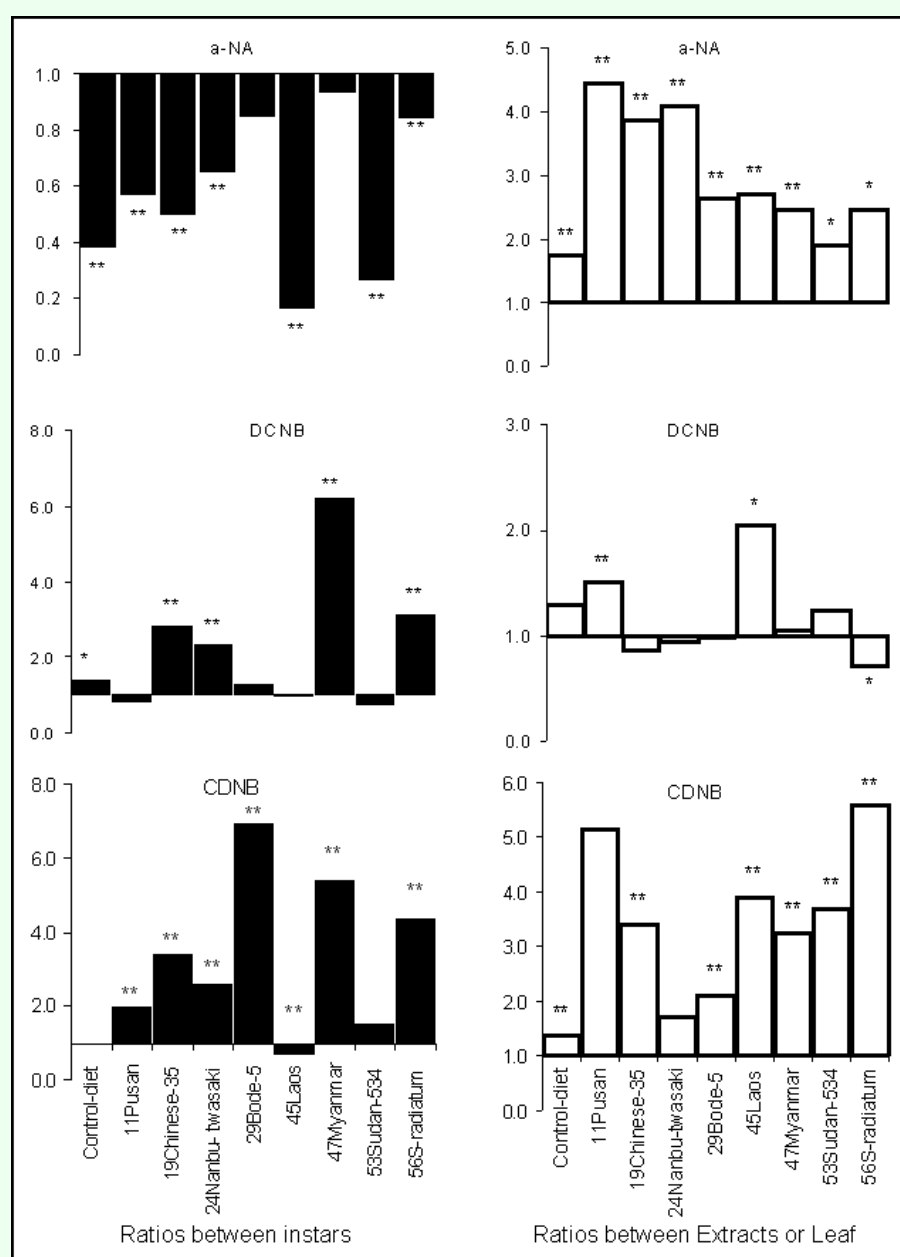 a-NA
1.0
0.8
0.6
0.4
0.2
0.0
** ** ** ** ** ** **
a-NA
5.0
4.0
3.0
2.0
1.0
0.0
** ** ** ** ** ** ** * *
DCNB
8.0
6.0
4.0
2.0
0.0
* ** ** ** **
DCNB
3.0
2.0
1.0
0.0
** * *
CDNB
8.0
6.0
4.0
2.0
0.0
** ** ** ** ** ** **
Control-diet
11Pusan
19Chinese-35
24Nanbu- twasaki
29Bode-5
45Laos
47Myanmar
53Sudan-534
56S-radiatum
Ratios between instars
CDNB
6.0
5.0
4.0
3.0
2.0
1.0
0.0
** ** ** ** ** ** **
Control-diet
11Pusan
19Chinese-35
24Nanbu-twasaki
29Bode-5
45Laos
47Myanmar
53Sudan-534
56S-radiatum
Ratios between Extracts or Leaf